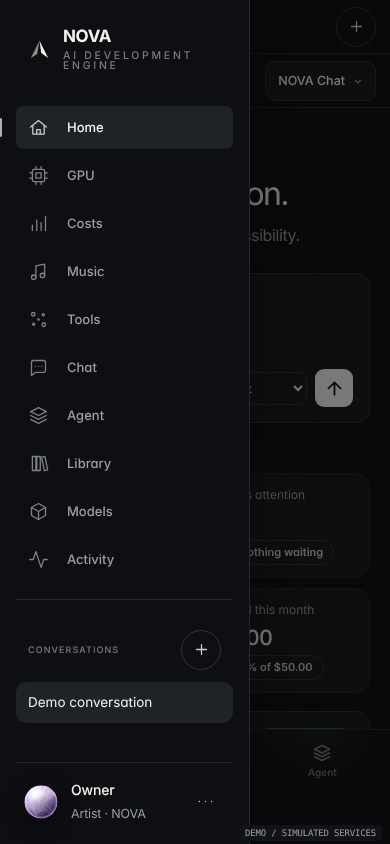 NOVA
AI DEVELOPMENT
ENGINE
NOVA Chat
Home
GPU
Costs
Music
Tools
Chat
Agent
Library
Models
Activity
on.
sibility.
attention
othing waiting
this month
00
% of $50.00
CONVERSATIONS
Demo conversation
Agent
Owner
Artist · NOVA
...
DEMO / SIMULATED SERVICES